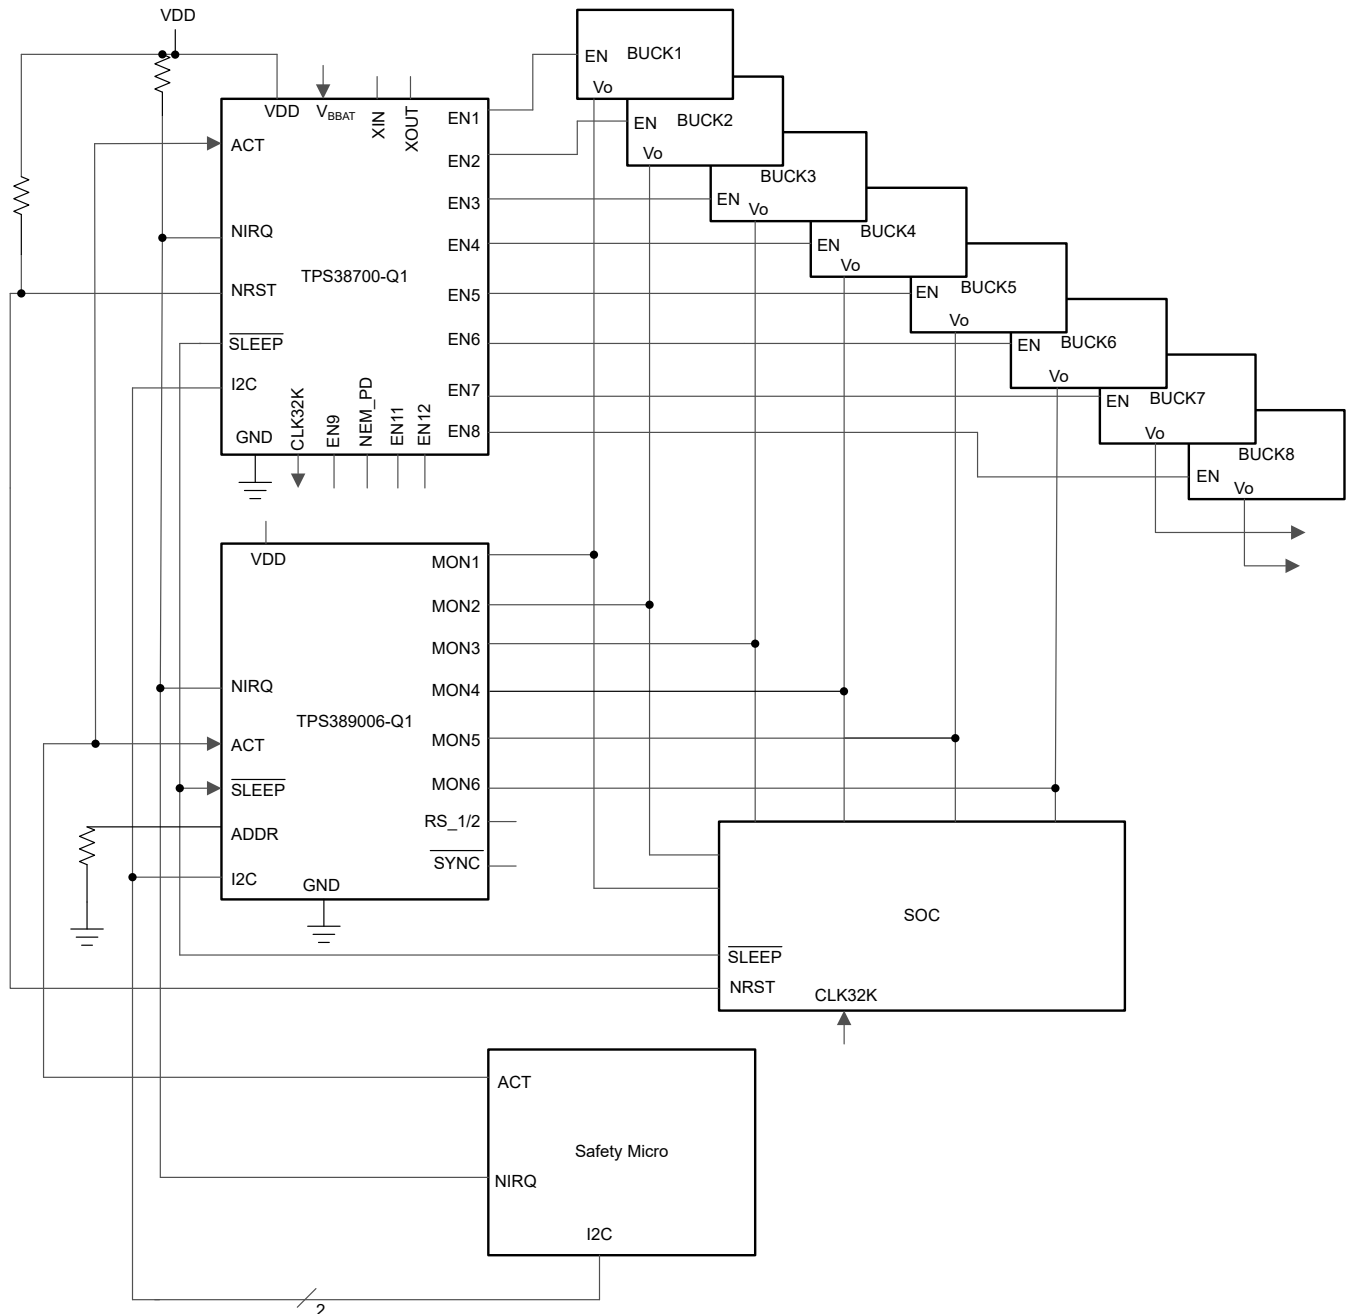 VDD
VDD
VBBAT
XIN
XOUT
ACT
NIRQ
NRST
SLEEP
I2C
GND
TPS38700-Q1
EN1
EN2
EN3
EN4
EN5
EN6
EN7
EN8
CLK32K
EN9
NEM_PD
EN11
EN12
EN
BUCK1
Vo
EN
BUCK2
Vo
EN
BUCK3
Vo
EN
BUCK4
Vo
EN
BUCK5
Vo
EN
BUCK6
Vo
EN
BUCK7
Vo
EN
BUCK8
Vo
VDD
NIRQ
ACT
SLEEP
ADDR
I2C
GND
TPS389006-Q1
MON1
MON2
MON3
MON4
MON5
MON6
RS_1/2
SYNC
SOC
SLEEP
NRST
CLK32K
ACT
Safety Micro
NIRQ
I2C
2